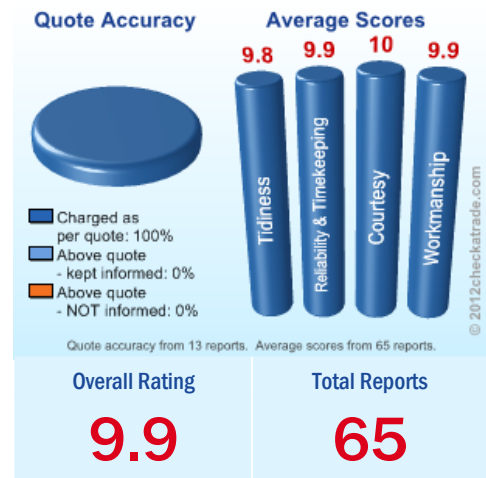 Quote Accuracy
Average Scores
9.8
9.9
10
9.9
Tidiness
Reliability & Timekeeping
Courtesy
Workmanship
Charged as
per quote: 100%
Above quote
- kept informed: 0%
Above quote
- NOT informed: 0%
© 2012checkatrade.com
Quote accuracy from 13 reports. Average scores from 65 reports.
Overall Rating
9.9
Total Reports
65